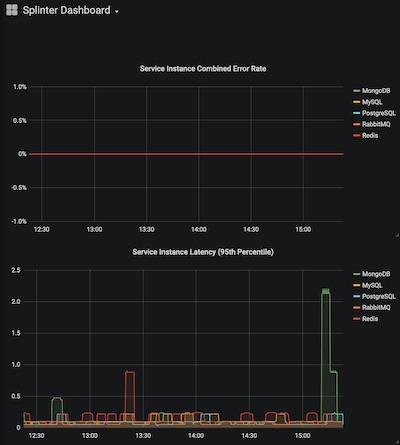 Splinter Dashboard
Service Instance Combined Error Rate
1.0%
0.5%
0%
-0.5%
-1.0%
12:30 13:00 13:30 14:00 14:30 15:00
MongoDB
MySQL
PostgreSQL
RabbitMQ
Redis
Service Instance Latency (95th Percentile)
2.5
2.0
1.5
1.0
0.5
0
12:30 13:00 13:30 14:00 14:30 15:00
MongoDB
MySQL
PostgreSQL
RabbitMQ
Redis